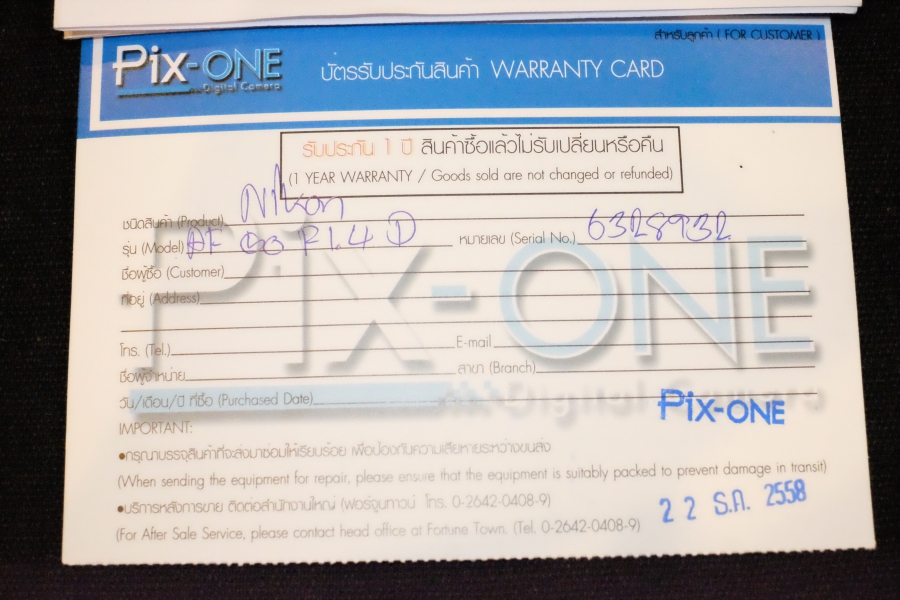 สำหรับลูกค้า ( FOR CUSTOMER )
Pix-ONE
Digital Camera
บัตรรับประกันสินค้า WARRANTY CARD
รับประกัน 1 ปี สินค้าซื้อแล้วไม่รับเปลี่ยนหรือคืน
(1 YEAR WARRANTY / Goods sold are not changed or refunded)
ชนิดสินค้า (Product) Nikon
รุ่น (Model) AF F1.4 D หมายเลข (Serial No.) 6328932
ชื่อผู้ซื้อ (Customer)
ที่อยู่ (Address)
โทร. (Tel.) E-mail
ชื่อผู้จำหน่าย สาขา (Branch)
วัน/เดือน/ปี ที่ซื้อ (Purchased Date)
Pix-ONE
Digital Camera
Pix-ONE
IMPORTANT:
•กรุณาบรรจุสินค้าที่จะส่งมาซ่อมให้เรียบร้อย เพื่อป้องกันความเสียหายระหว่างขนส่ง
(When sending the equipment for repair, please ensure that the equipment is suitably packed to prevent damage in transit)
•บริการหลังการขาย ติดต่อสำนักงานใหญ่ (ฟอร์จูนทาวน์ โทร. 0-2642-0408-9)
(For After Sale Service, please contact head office at Fortune Town. (Tel. 0-2642-0408-9)
22 ธ.ค. 2558